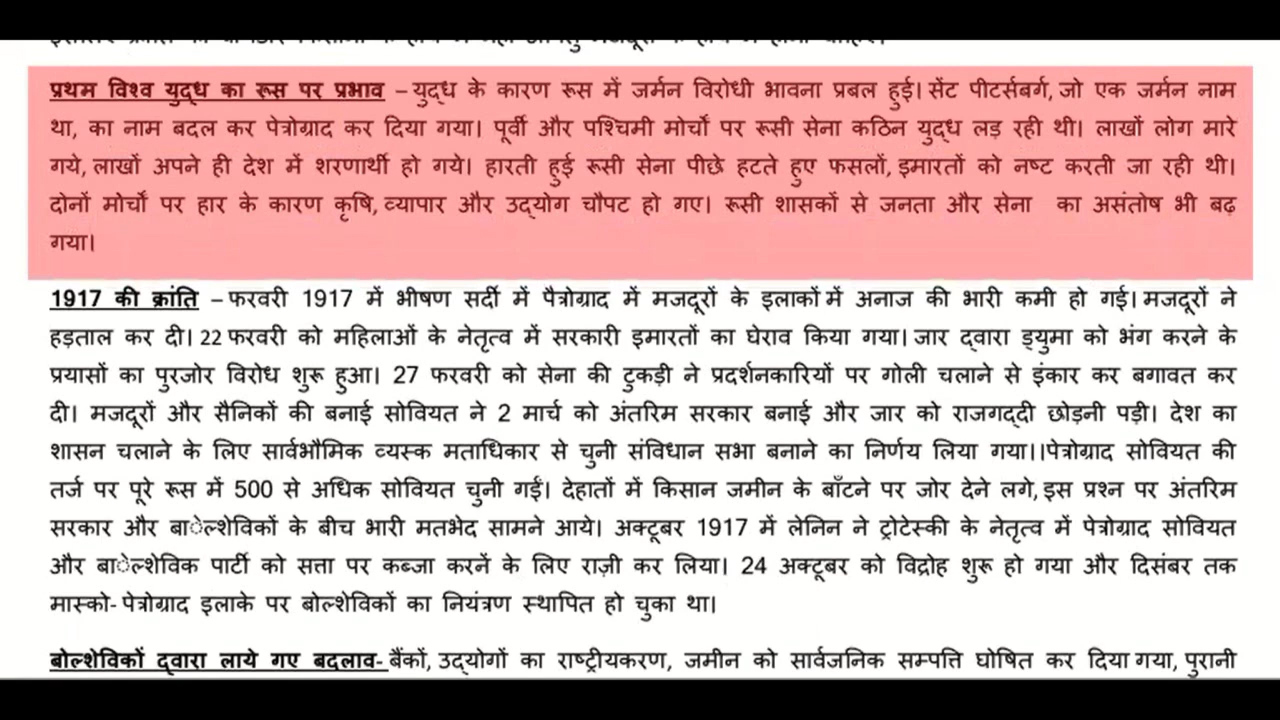 प्रथम विश्व युद्ध का रूस पर प्रभाव – युद्ध के कारण रूस में जर्मन विरोधी भावना प्रबल हुई। सेंट पीटर्सबर्ग, जो एक जर्मन नाम
था, का नाम बदल कर पेत्रोग्राद कर दिया गया। पूर्वी और पश्चिमी मोर्चों पर रूसी सेना कठिन युद्ध लड़ रही थी। लाखों लोग मारे
गये, लाखों अपने ही देश में शरणार्थी हो गये। हारती हुई रूसी सेना पीछे हटते हुए फसलों, इमारतों को नष्ट करती जा रही थी।
दोनों मोर्चों पर हार के कारण कृषि, व्यापार और उद्योग चौपट हो गए। रूसी शासकों से जनता और सेना का असंतोष भी बढ़
गया।
1917 की क्रांति – फरवरी 1917 में भीषण सर्दी में पैत्रोग्राद में मजदूरों के इलाकों में अनाज की भारी कमी हो गई। मजदूरों ने
हड़ताल कर दी। 22 फरवरी को महिलाओं के नेतृत्व में सरकारी इमारतों का घेराव किया गया। जार द्वारा ड्युमा को भंग करने के
प्रयासों का पुरजोर विरोध शुरू हुआ। 27 फरवरी को सेना की टुकड़ी ने प्रदर्शनकारियों पर गोली चलाने से इंकार कर बगावत कर
दी। मजदूरों और सैनिकों की बनाई सोवियत ने 2 मार्च को अंतरिम सरकार बनाई और जार को राजगद्दी छोड़नी पड़ी। देश का
शासन चलाने के लिए सार्वभौमिक व्यस्क मताधिकार से चुनी संविधान सभा बनाने का निर्णय लिया गया।।पेत्रोग्राद सोवियत की
तर्ज पर पूरे रूस में 500 से अधिक सोवियत चुनी गईं। देहातों में किसान जमीन के बाँटने पर जोर देने लगे, इस प्रश्न पर अंतरिम
सरकार और बाेल्शेविकों के बीच भारी मतभेद सामने आये। अक्टूबर 1917 में लेनिन ने ट्रोटेस्की के नेतृत्व में पेत्रोग्राद सोवियत
और बाेल्शेविक पार्टी को सत्ता पर कब्जा करनें के लिए राज़ी कर लिया। 24 अक्टूबर को विद्रोह शुरू हो गया और दिसंबर तक
मास्को- पेत्रोग्राद इलाके पर बोल्शेविकों का नियंत्रण स्थापित हो चुका था।
बोल्शेविकों द्वारा लाये गए बदलाव- बैंकों, उद्योगों का राष्ट्रीयकरण, जमीन को सार्वजनिक सम्पत्ति घोषित कर दिया गया, पुरानी